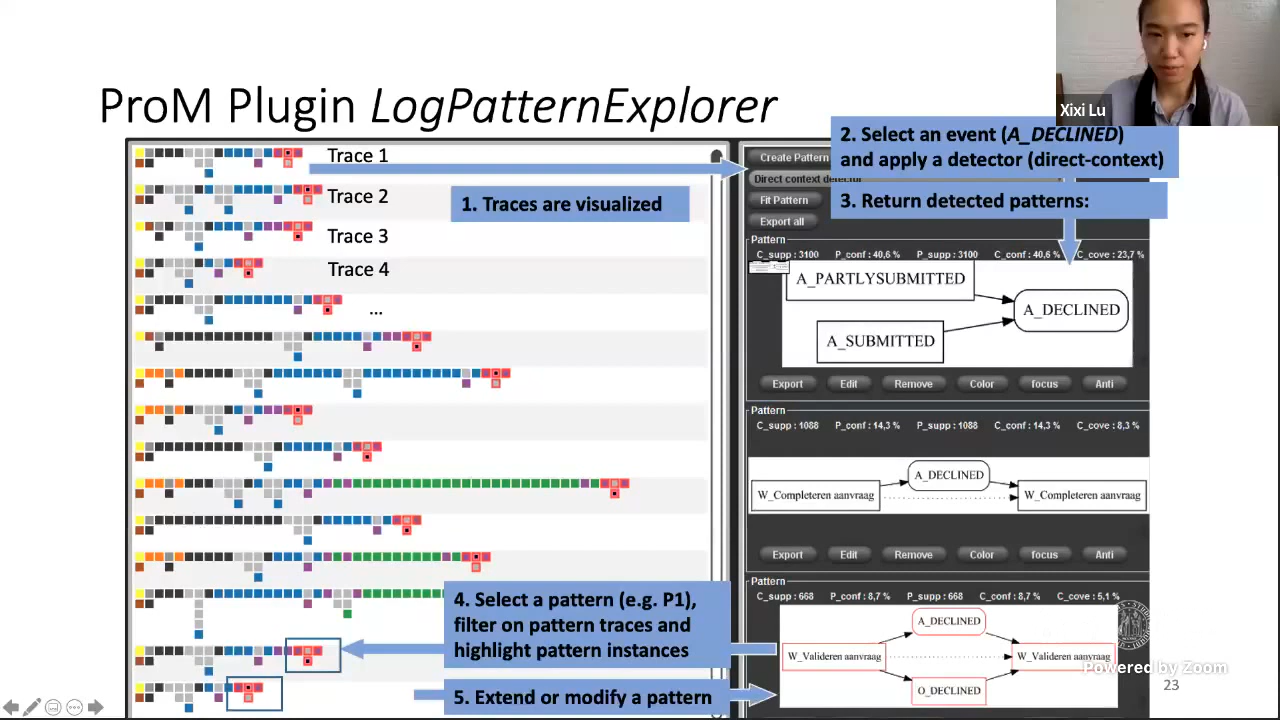 Xixi Lu
ProM Plugin LogPatternExplorer
2. Select an event (A_DECLINED)
and apply a detector (direct-context)
3. Return detected patterns:
1. Traces are visualized
Trace 1
Trace 2
Trace 3
Trace 4
...
Create Pattern
Direct context detector
Fit Pattern
Export all
Pattern
C_supp : 3100 P_conf : 40,6 % P_supp : 3100 C_conf : 40,6 % C_cove : 23,7 %
A_PARTLYSUBMITTED
A_DECLINED
A_SUBMITTED
Export Edit Remove Color focus Anti
Pattern
C_supp : 1088 P_conf : 14,3 % P_supp : 1088 C_conf : 14,3 % C_cove : 8,3 %
A_DECLINED
W_Completeren aanvraag W_Completeren aanvraag
Export Edit Remove Color focus Anti
Pattern
C_supp : 668 P_conf : 8,7 % P_supp : 668 C_conf : 8,7 % C_cove : 5,1 %
A_DECLINED
W_Valideren aanvraag W_Valideren aanvraag
O_DECLINED
4. Select a pattern (e.g. P1),
filter on pattern traces and
highlight pattern instances
5. Extend or modify a pattern
Powered by Zoom
23